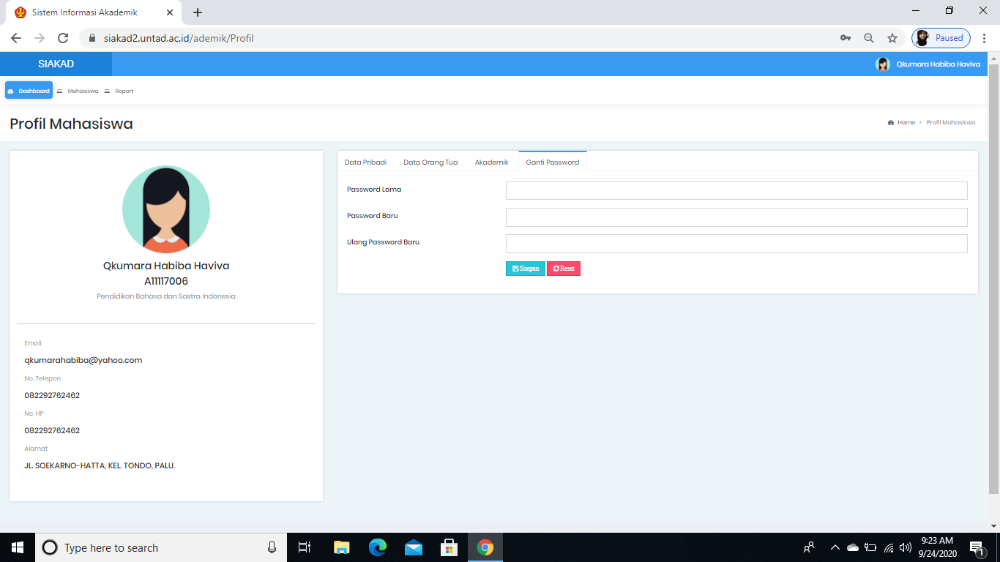 Sistem Informasi Akademik
siakad2.untad.ac.id/ademik/Profil
Paused
SIAKAD
Qkumara Habiba Haviva
Dashboard Mahasiswa Report
Profil Mahasiswa
Home > Profil Mahasiswa
Qkumara Habiba Haviva
A11117006
Pendidikan Bahasa dan Sastra Indonesia
Email
qkumarahabiba@yahoo.com
No. Telepon
082292762462
No. HP
082292762462
Alamat
JL. SOEKARNO-HATTA, KEL. TONDO, PALU.
Data Pribadi Data Orang Tua Akademik Ganti Password
Password Lama
Password Baru
Ulang Password Baru
Simpan Reset
Type here to search
9:23 AM
9/24/2020
1